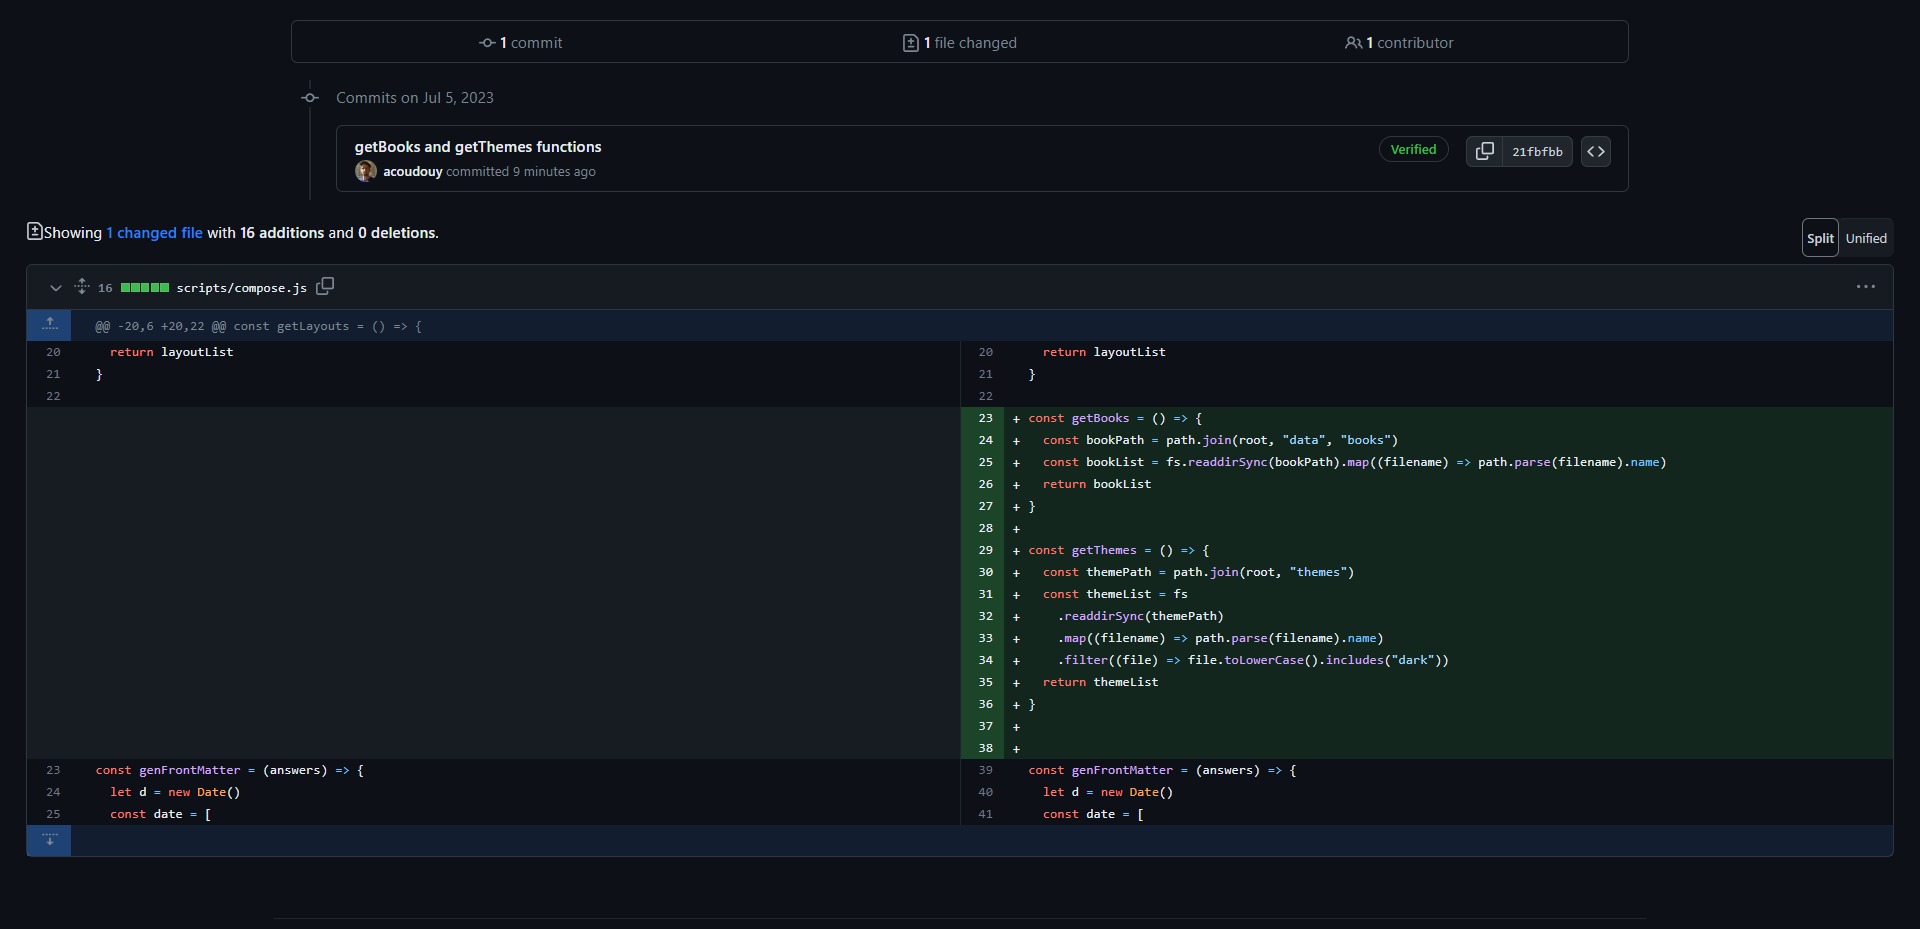 1 commit
1 file changed
1 contributor
Commits on Jul 5, 2023
getBooks and getThemes functions
acoudouy committed 9 minutes ago
Verified
21fbfbb
Showing 1 changed file with 16 additions and 0 deletions.
Split Unified
16 scripts/compose.js
@@ -20,6 +20,22 @@ const getLayouts = () => {
20 return layoutList
21 }
22
23 const genFrontMatter = (answers) => {
24 let d = new Date()
25 const date = [
20 return layoutList
21 }
22
23 + const getBooks = () => {
24 + const bookPath = path.join(root, "data", "books")
25 + const bookList = fs.readdirSync(bookPath).map((filename) => path.parse(filename).name)
26 + return bookList
27 + }
28 +
29 + const getThemes = () => {
30 + const themePath = path.join(root, "themes")
31 + const themeList = fs
32 + .readdirSync(themePath)
33 + .map((filename) => path.parse(filename).name)
34 + .filter((file) => file.toLowerCase().includes("dark"))
35 + return themeList
36 + }
37 +
38 +
39 const genFrontMatter = (answers) => {
40 let d = new Date()
41 const date = [